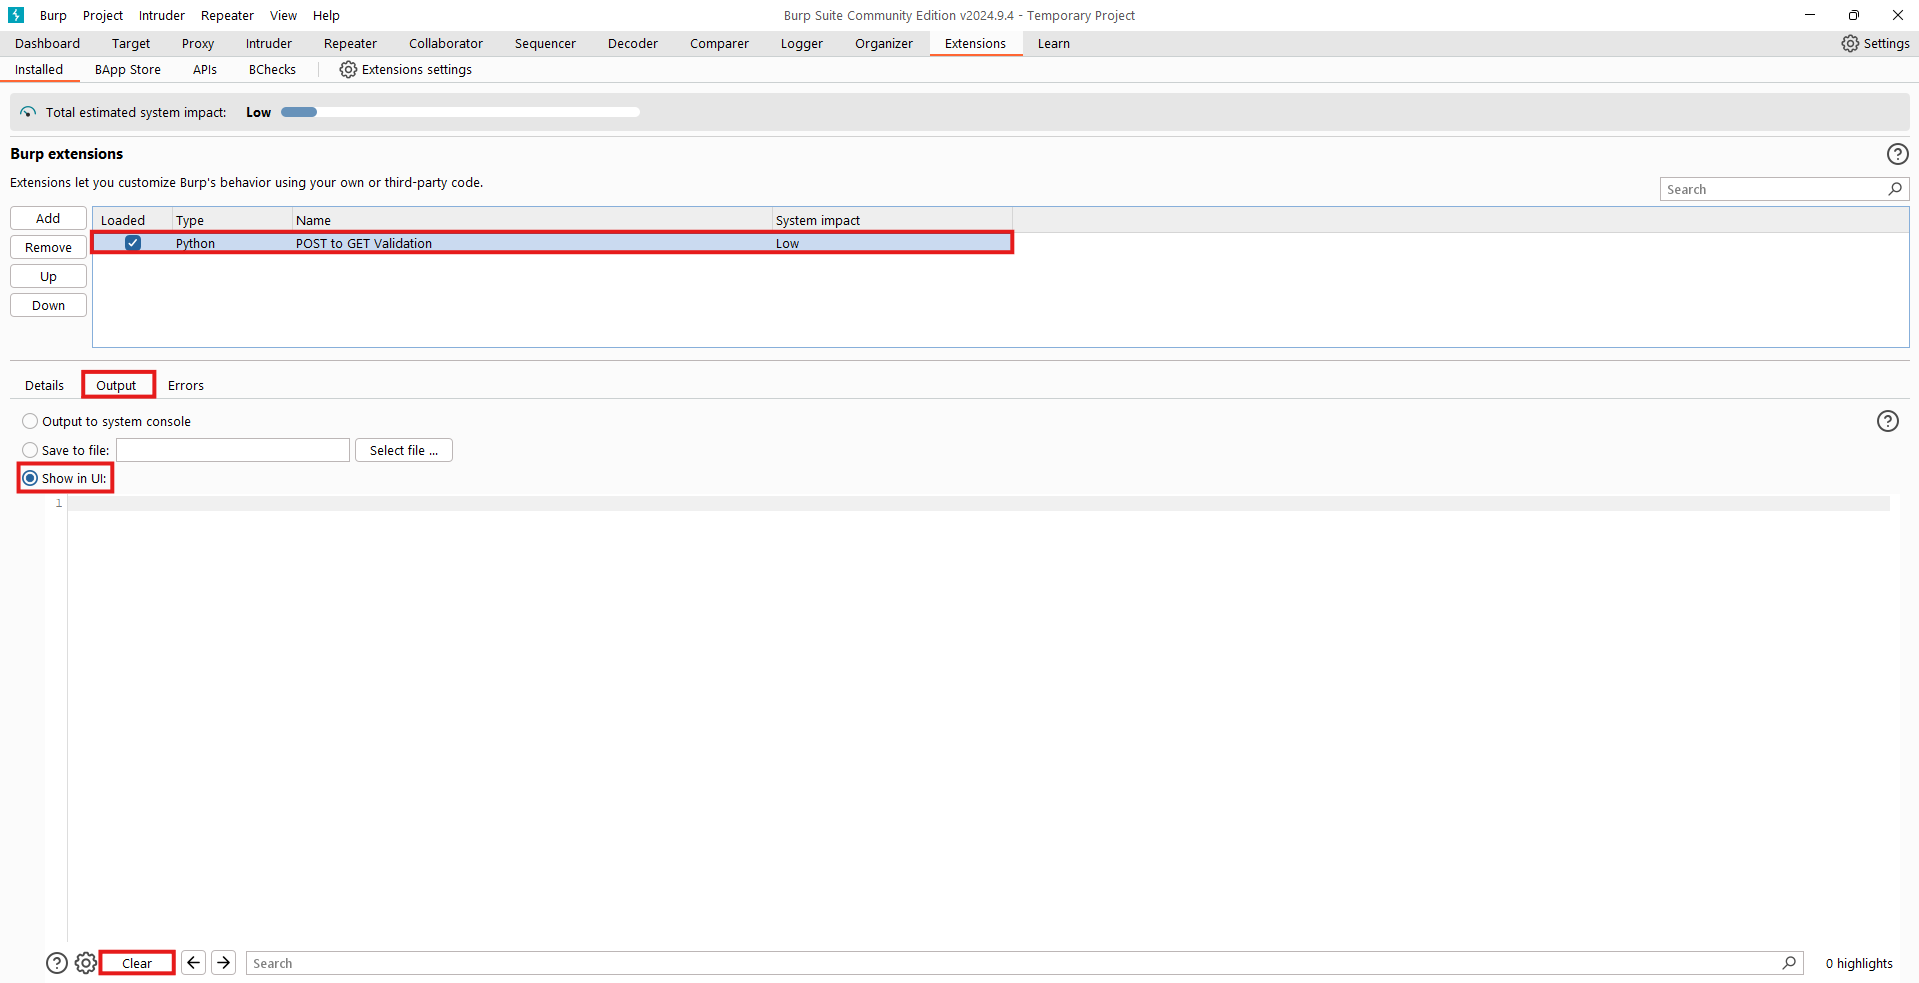 Burp Project Intruder Repeater View Help Burp Suite Community Edition v2024.9.4 - Temporary Project
Dashboard Target Proxy Intruder Repeater Collaborator Sequencer Decoder Comparer Logger Organizer Extensions Learn Settings
Installed BApp Store APIs BChecks Extensions settings
Total estimated system impact: Low
Burp extensions
Extensions let you customize Burp's behavior using your own or third-party code.
Search
Add Loaded Type Name System impact
Remove Python POST to GET Validation Low
Up
Down
Details Output Errors
Output to system console
Save to file: Select file ...
Show in UI:
1
Clear Search 0 highlights